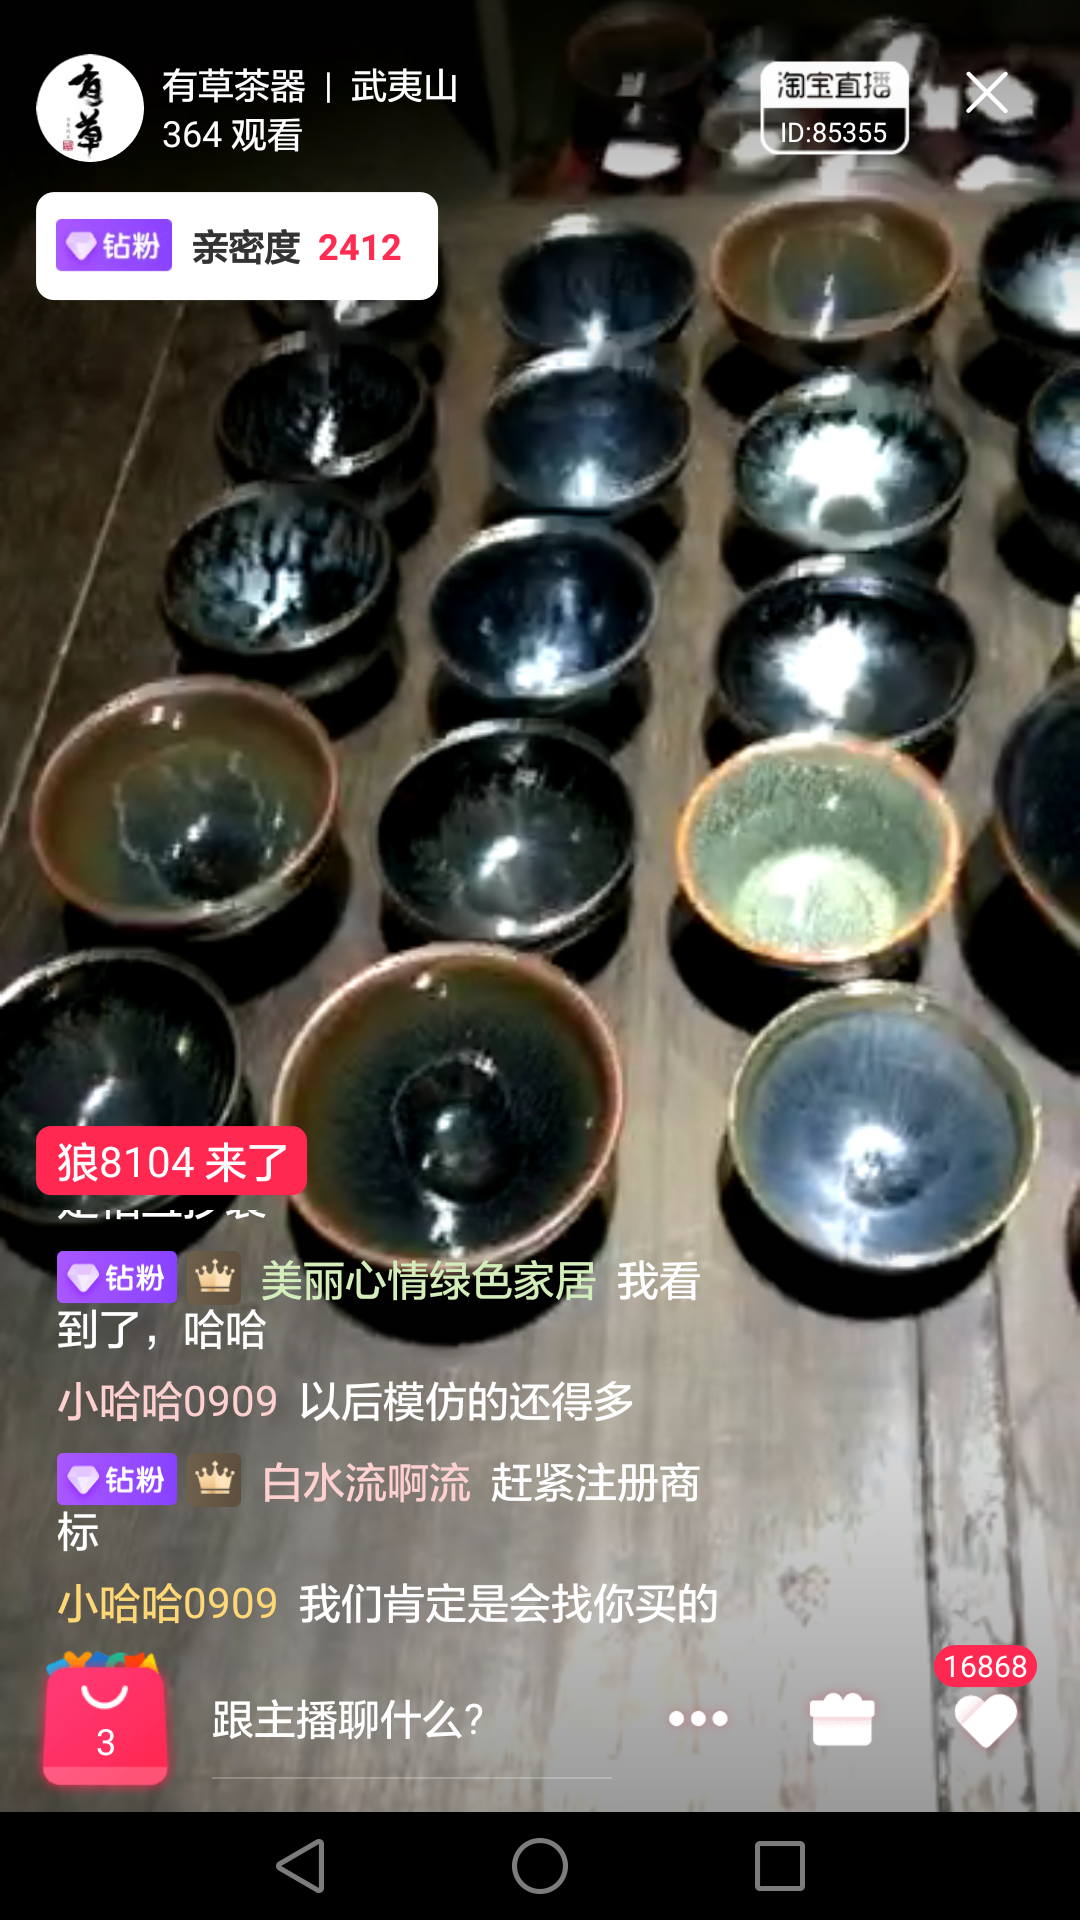 有草
有草茶器 | 武夷山
364 观看
淘宝直播
ID:85355
钻粉 亲密度 2412
狼8104 来了
钻粉 美丽心情绿色家居 我看
到了，哈哈
小哈哈0909 以后模仿的还得多
钻粉 白水流啊流 赶紧注册商
标
小哈哈0909 我们肯定是会找你买的
16868
3
跟主播聊什么?